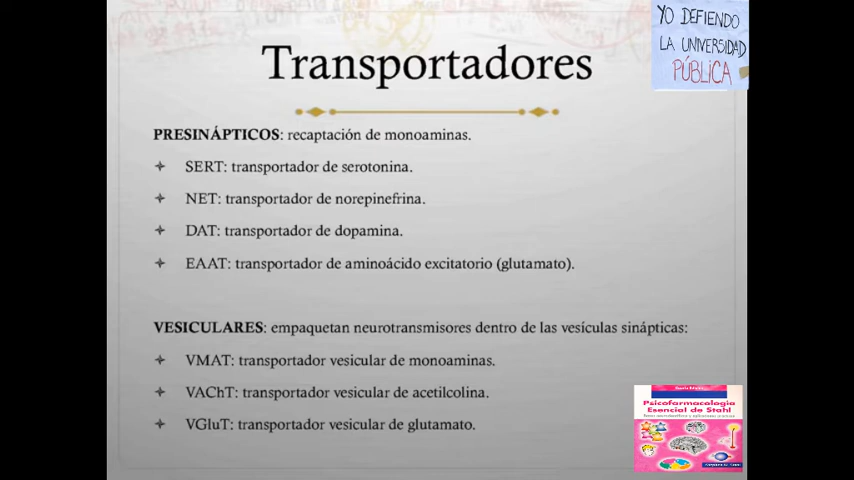 YO DEFIENDO
LA UNIVERSIDAD
PÚBLICA
Transportadores
PRESINÁPTICOS: recaptación de monoaminas.
SERT: transportador de serotonina.
NET: transportador de norepinefrina.
DAT: transportador de dopamina.
EAAT: transportador de aminoácido excitatorio (glutamato).
VESICULARES: empaquetan neurotransmisores dentro de las vesículas sinápticas:
VMAT: transportador vesicular de monoaminas.
VAChT: transportador vesicular de acetilcolina.
VGluT: transportador vesicular de glutamato.
Psicofarmacología
Esencial de Stahl